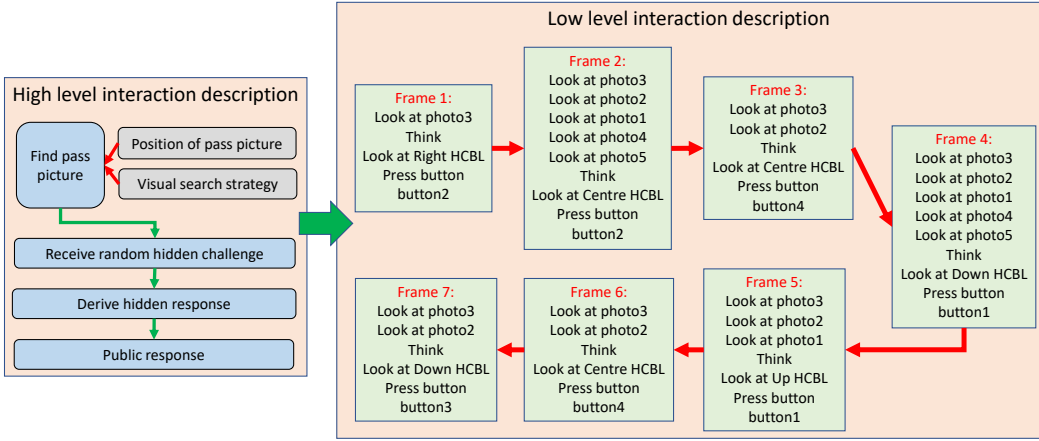 High level interaction description
Find pass
picture
Position of pass picture
Visual search strategy
Receive random hidden challenge
Derive hidden response
Public response
Low level interaction description
Frame 1:
Look at photo3
Think
Look at Right HCBL
Press button
button2
Frame 2:
Look at photo3
Look at photo2
Look at photo1
Look at photo4
Look at photo5
Think
Look at Centre HCBL
Press button
button2
Frame 3:
Look at photo3
Look at photo2
Think
Look at Centre HCBL
Press button
button4
Frame 4:
Look at photo3
Look at photo2
Look at photo1
Look at photo4
Look at photo5
Think
Look at Down HCBL
Press button
button1
Frame 5:
Look at photo3
Look at photo2
Look at photo1
Think
Look at Up HCBL
Press button
button1
Frame 6:
Look at photo3
Look at photo2
Think
Look at Centre HCBL
Press button
button4
Frame 7:
Look at photo3
Look at photo2
Think
Look at Down HCBL
Press button
button3